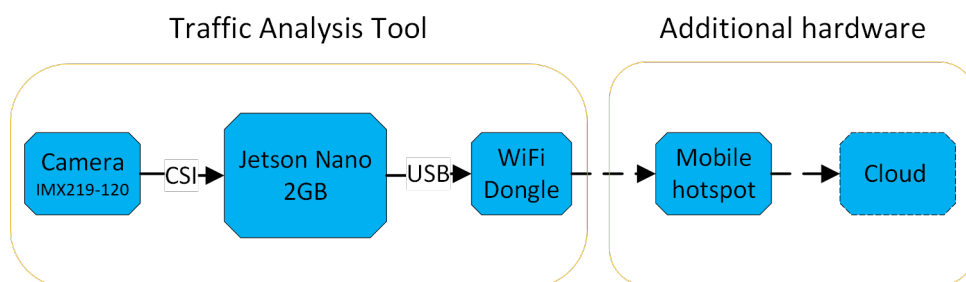 Traffic Analysis Tool
Additional hardware
Camera
IMX219-120
CSI
Jetson Nano
2GB
USB
WiFi
Dongle
Mobile
hotspot
Cloud